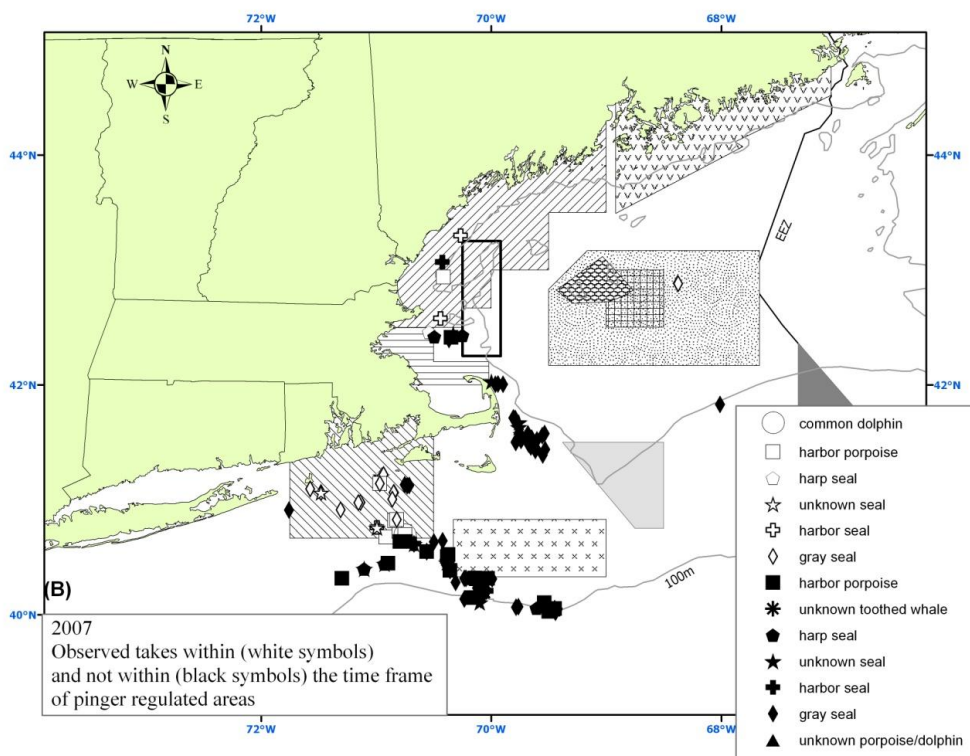 72°W 70°W 68°W
N
W E
S
44°N 44°N
EEZ
42°N 42°N
100m
40°N
(B)
2007
Observed takes within (white symbols)
and not within (black symbols) the time frame
of pinger regulated areas
common dolphin
harbor porpoise
harp seal
unknown seal
harbor seal
gray seal
harbor porpoise
unknown toothed whale
harp seal
unknown seal
harbor seal
gray seal
unknown porpoise/dolphin
72°W 70°W 68°W